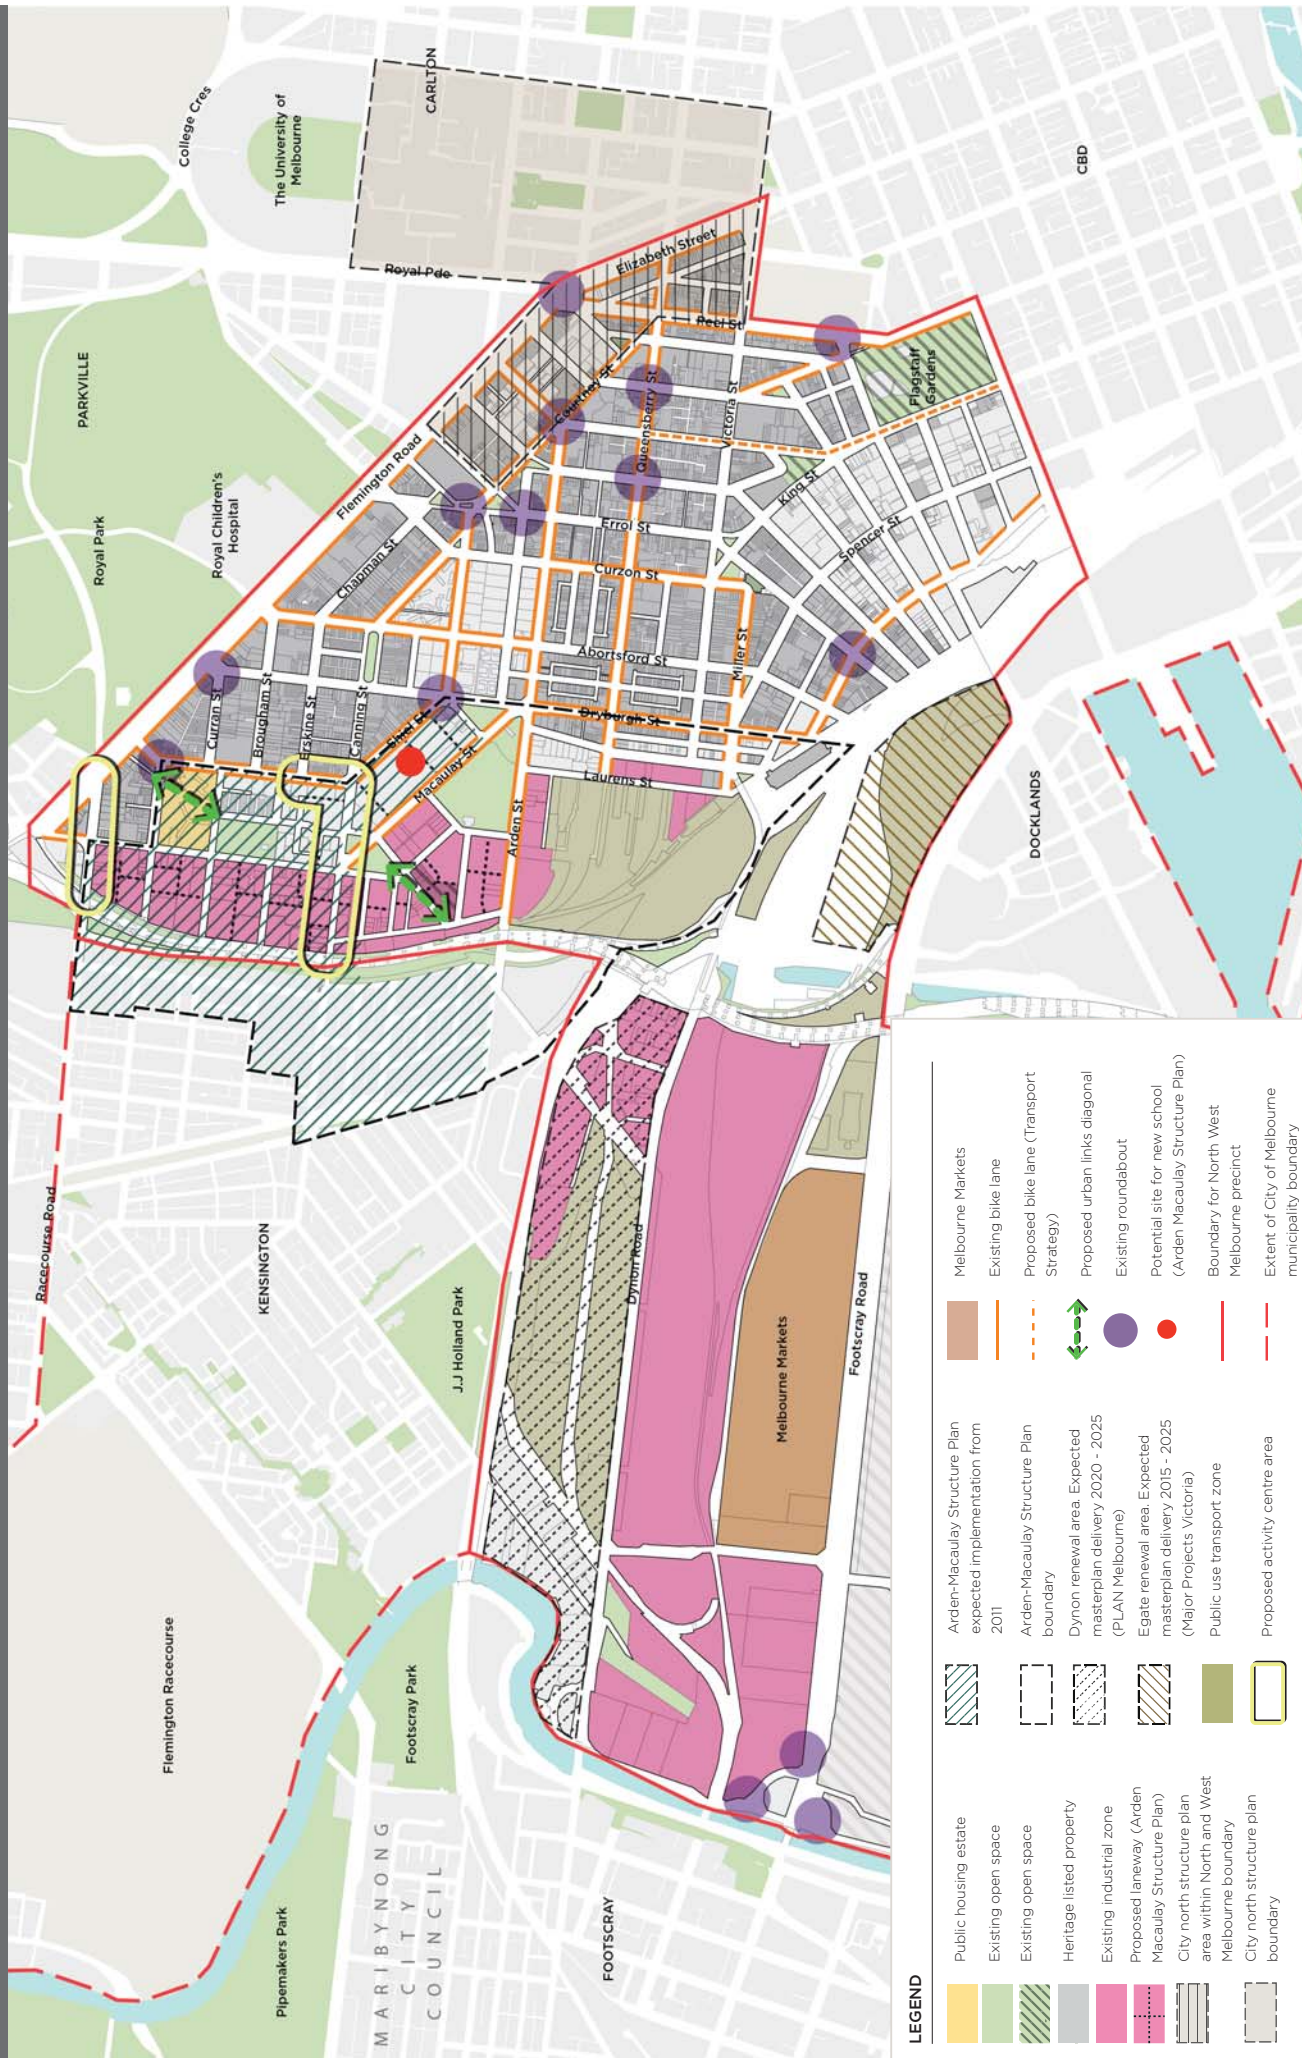 College Cres
CARLTON
The University of
Melbourne
CBD
PARKVILLE
Royal Pde
Elizabeth Street
Royal Park
Royal Children's
Hospital
Peel St
Flagstaff
Gardens
Flemington Road
Courtney St
Queensberry St
Victoria St
King St
Errol St
Spencer St
Chapman St
Curzon St
Abortsford St
Miller St
Curran St
Brougham St
Erskine St
Canning St
Shiel St
Dryburgh St
Macaulay St
Laurens St
Arden St
DOCKLANDS
Racecourse Road
KENSINGTON
J.J Holland Park
Dynon Road
Melbourne Markets
Footscray Road
Flemington Racecourse
Footscray Park
Pipemakers Park
MARIBYNONG
CITY
COUNCIL
FOOTSCRAY
LEGEND
Public housing estate
Existing open space
Existing open space
Heritage listed property
Existing industrial zone
Proposed laneway (Arden
Macaulay Structure Plan)
City north structure plan
area within North and West
Melbourne boundary
City north structure plan
boundary
Arden-Macaulay Structure Plan
expected implementation from
2011
Arden-Macaulay Structure Plan
boundary
Dynon renewal area. Expected
masterplan delivery 2020 - 2025
(PLAN Melbourne)
Egate renewal area. Expected
masterplan delivery 2015 - 2025
(Major Projects Victoria)
Public use transport zone
Proposed activity centre area
Melbourne Markets
Existing bike lane
Proposed bike lane (Transport
Strategy)
Proposed urban links diagonal
Existing roundabout
Potential site for new school
(Arden Macaulay Structure Plan)
Boundary for North West
Melbourne precinct
Extent of City of Melbourne
municipality boundary